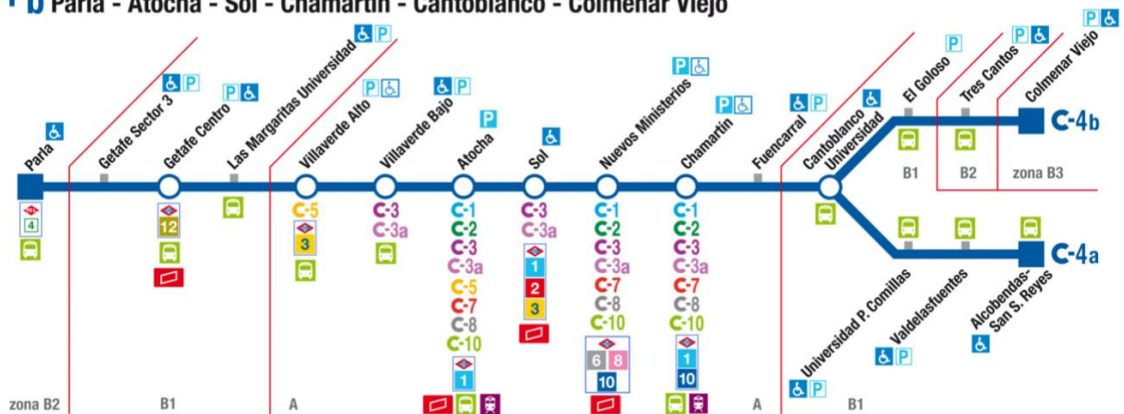 b Parla - Atocha - Sol - Chamartín - Cantoblanco - Colmenar Viejo
Parla
Getafe Sector 3
Getafe Centro
Las Margaritas Universidad
Villaverde Alto
Villaverde Bajo
Atocha
Sol
Nuevos Ministerios
Chamartín
Fuencarral
Cantoblanco
Universidad
El Goloso
Tres Cantos
Colmenar Viejo
P
P
P
P
P
P
P
P
P
P
P
P
C-4b
B1
B2
zona B3
4
12
C-5
3
C-3
C-3a
C-1
C-2
C-3
C-3a
C-5
C-7
C-8
C-10
1
C-3
C-3a
1
2
3
C-1
C-2
C-3
C-3a
C-7
C-8
C-10
6 8
10
C-1
C-2
C-3
C-3a
C-7
C-8
C-10
1
10
C-4a
Universidad P. Comillas
P
Valdelasfuentes
P
Alcobendas-
San S. Reyes
zona B2
B1
A
A
B1